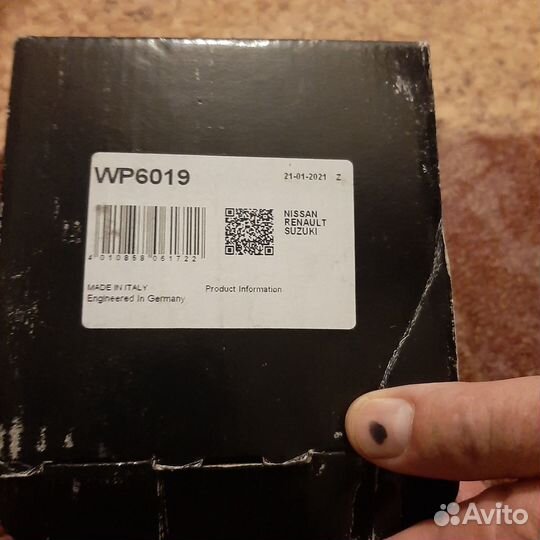 WP6019
21-01-2021 Z
NISSAN
RENAULT
SUZUKI
4 010858 061722
MADE IN ITALY
Engineered in Germany
Product Information
Avito